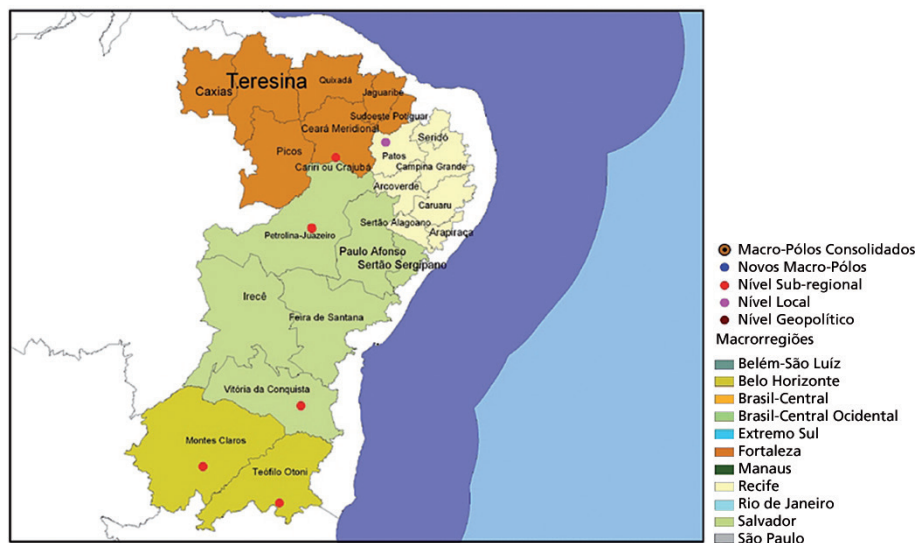 Teresina
Caxias
Quixadá
Jaguaribe
Sudoeste Potiguar
Ceará Meridional
Seridó
Picos
Patos
Cariri ou Crajubá
Campina Grande
Arcoverde
Caruaru
Sertão Alagoano
Petrolina-Juazeiro
Arapiraça
Paulo Afonso
Sertão Sergipano
Irecê
Feira de Santana
Vitória da Conquista
Montes Claros
Teófilo Otoni
Macro-Pólos Consolidados
Novos Macro-Pólos
Nível Sub-regional
Nível Local
Nível Geopolítico
Macrorregiões
Belém-São Luíz
Belo Horizonte
Brasil-Central
Brasil-Central Ocidental
Extremo Sul
Fortaleza
Manaus
Recife
Rio de Janeiro
Salvador
São Paulo